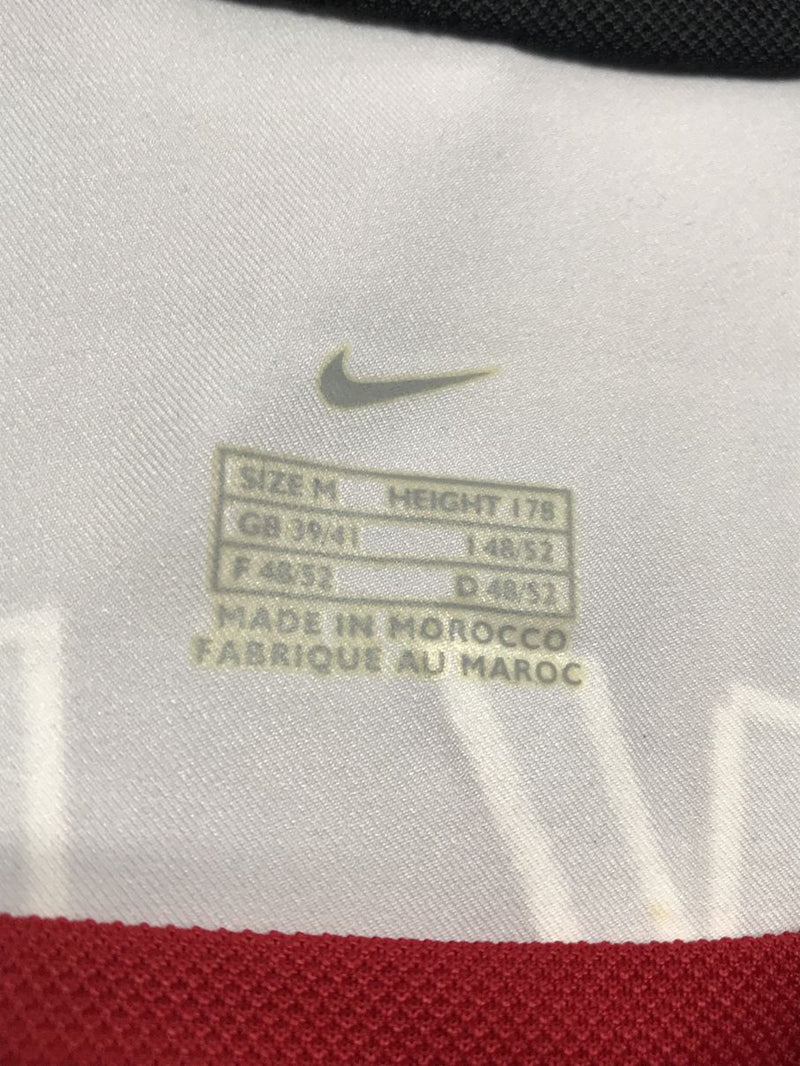 SIZE M HEIGHT 178
GB 39/41 I 48/52
F 48/52 D 48/52
MADE IN MOROCCO
FABRIQUE AU MAROC